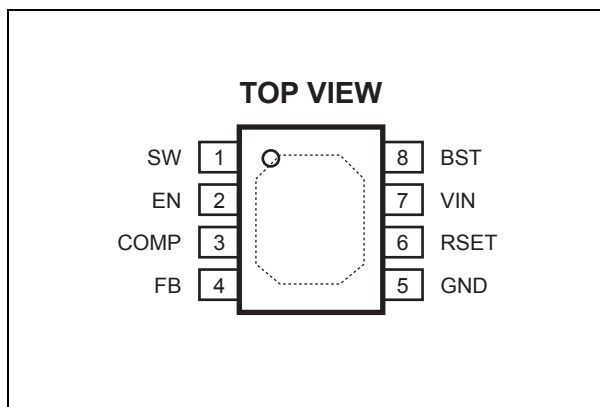 TOP VIEW
SW 1 8 BST
EN 2 7 VIN
COMP 3 6 RSET
FB 4 5 GND